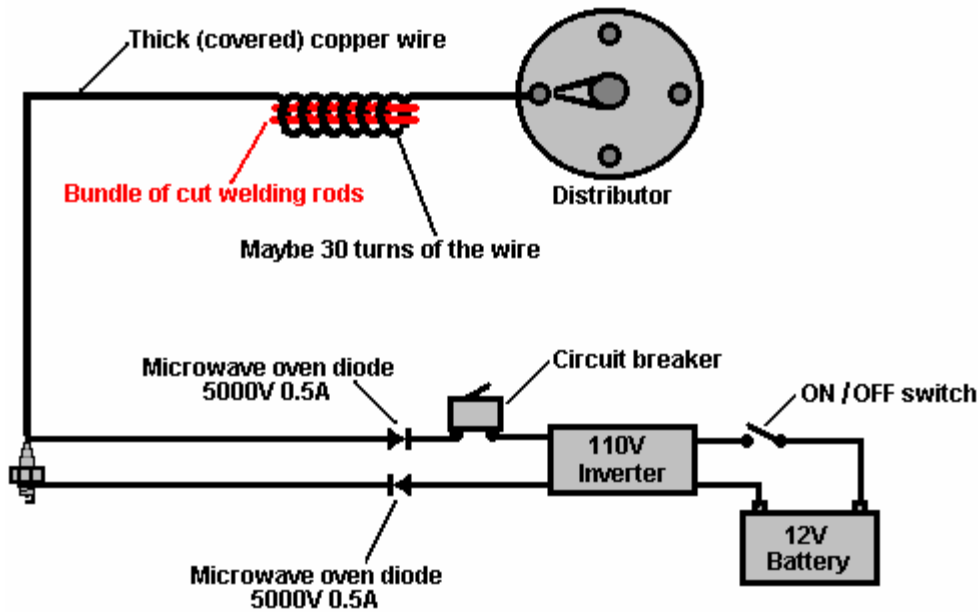 Thick (covered) copper wire
Bundle of cut welding rods
Distributor
Maybe 30 turns of the wire
Microwave oven diode
5000V 0.5A
Circuit breaker
ON / OFF switch
110V
Inverter
12V
Battery
Microwave oven diode
5000V 0.5A